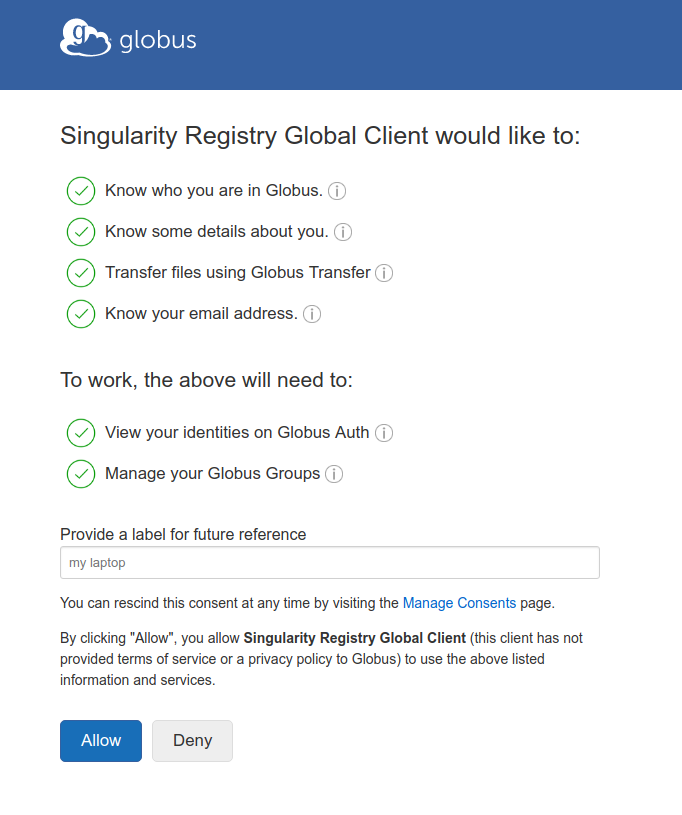 globus
Singularity Registry Global Client would like to:
Know who you are in Globus. i
Know some details about you. i
Transfer files using Globus Transfer i
Know your email address. i
To work, the above will need to:
View your identities on Globus Auth i
Manage your Globus Groups i
Provide a label for future reference
my laptop
You can rescind this consent at any time by visiting the Manage Consents page.
By clicking "Allow", you allow Singularity Registry Global Client (this client has not
provided terms of service or a privacy policy to Globus) to use the above listed
information and services.
Allow Deny